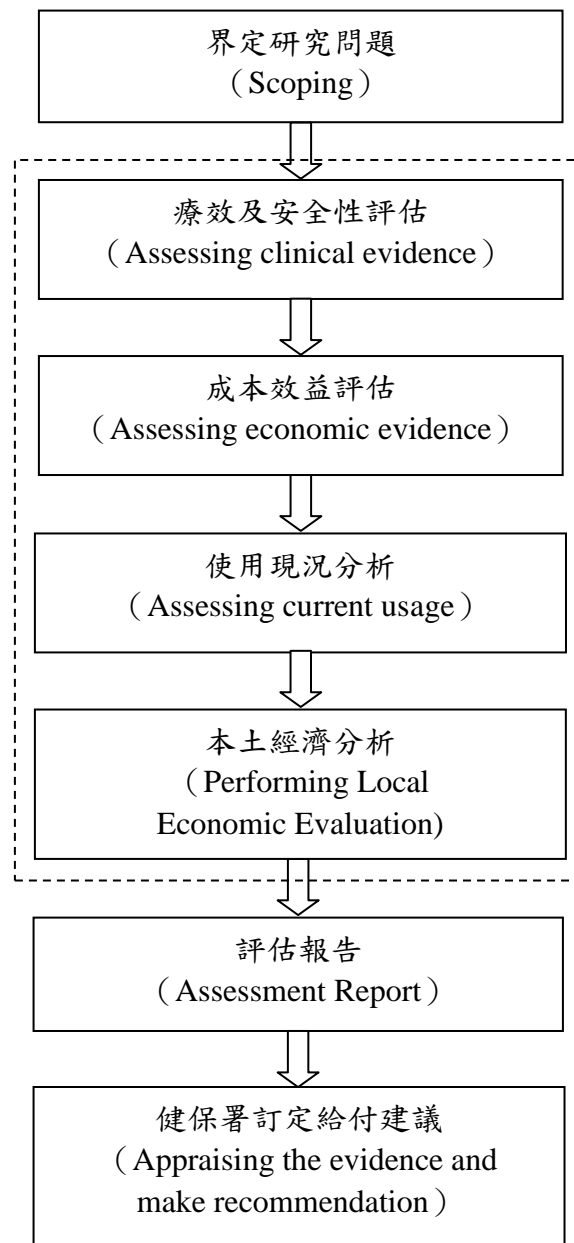 界定研究問題
（Scoping）
療效及安全性評估
（Assessing clinical evidence）
成本效益評估
（Assessing economic evidence）
使用現況分析
（Assessing current usage）
本土經濟分析
（Performing Local
Economic Evaluation)
評估報告
（Assessment Report）
健保署訂定給付建議
（Appraising the evidence and
make recommendation）